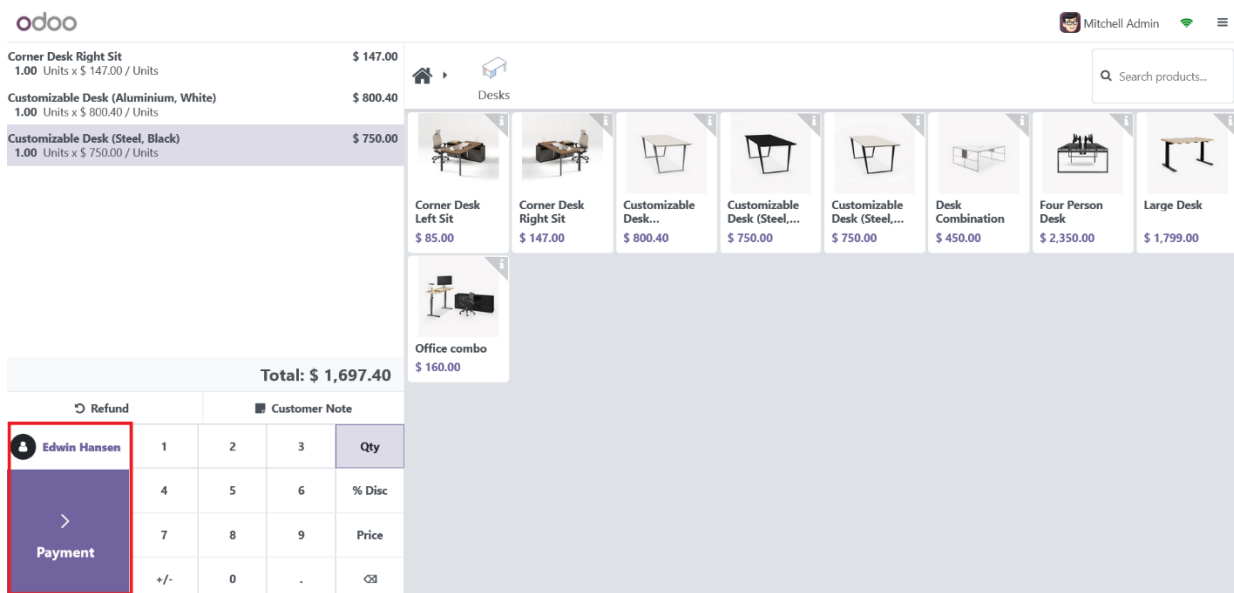 odoo
Mitchell Admin
Corner Desk Right Sit $ 147.00
1.00 Units x $ 147.00 / Units
Customizable Desk (Aluminium, White) $ 800.40
1.00 Units x $ 800.40 / Units
Customizable Desk (Steel, Black) $ 750.00
1.00 Units x $ 750.00 / Units
Total: $ 1,697.40
Refund Customer Note
Edwin Hansen 1 2 3 Qty
4 5 6 % Disc
7 8 9 Price
Payment
+/- 0 .
Desks
Search products...
Corner Desk
Left Sit
$ 85.00
Corner Desk
Right Sit
$ 147.00
Customizable
Desk...
$ 800.40
Customizable
Desk (Steel,...
$ 750.00
Customizable
Desk (Steel,...
$ 750.00
Desk
Combination
$ 450.00
Four Person
Desk
$ 2,350.00
Large Desk
$ 1,799.00
Office combo
$ 160.00